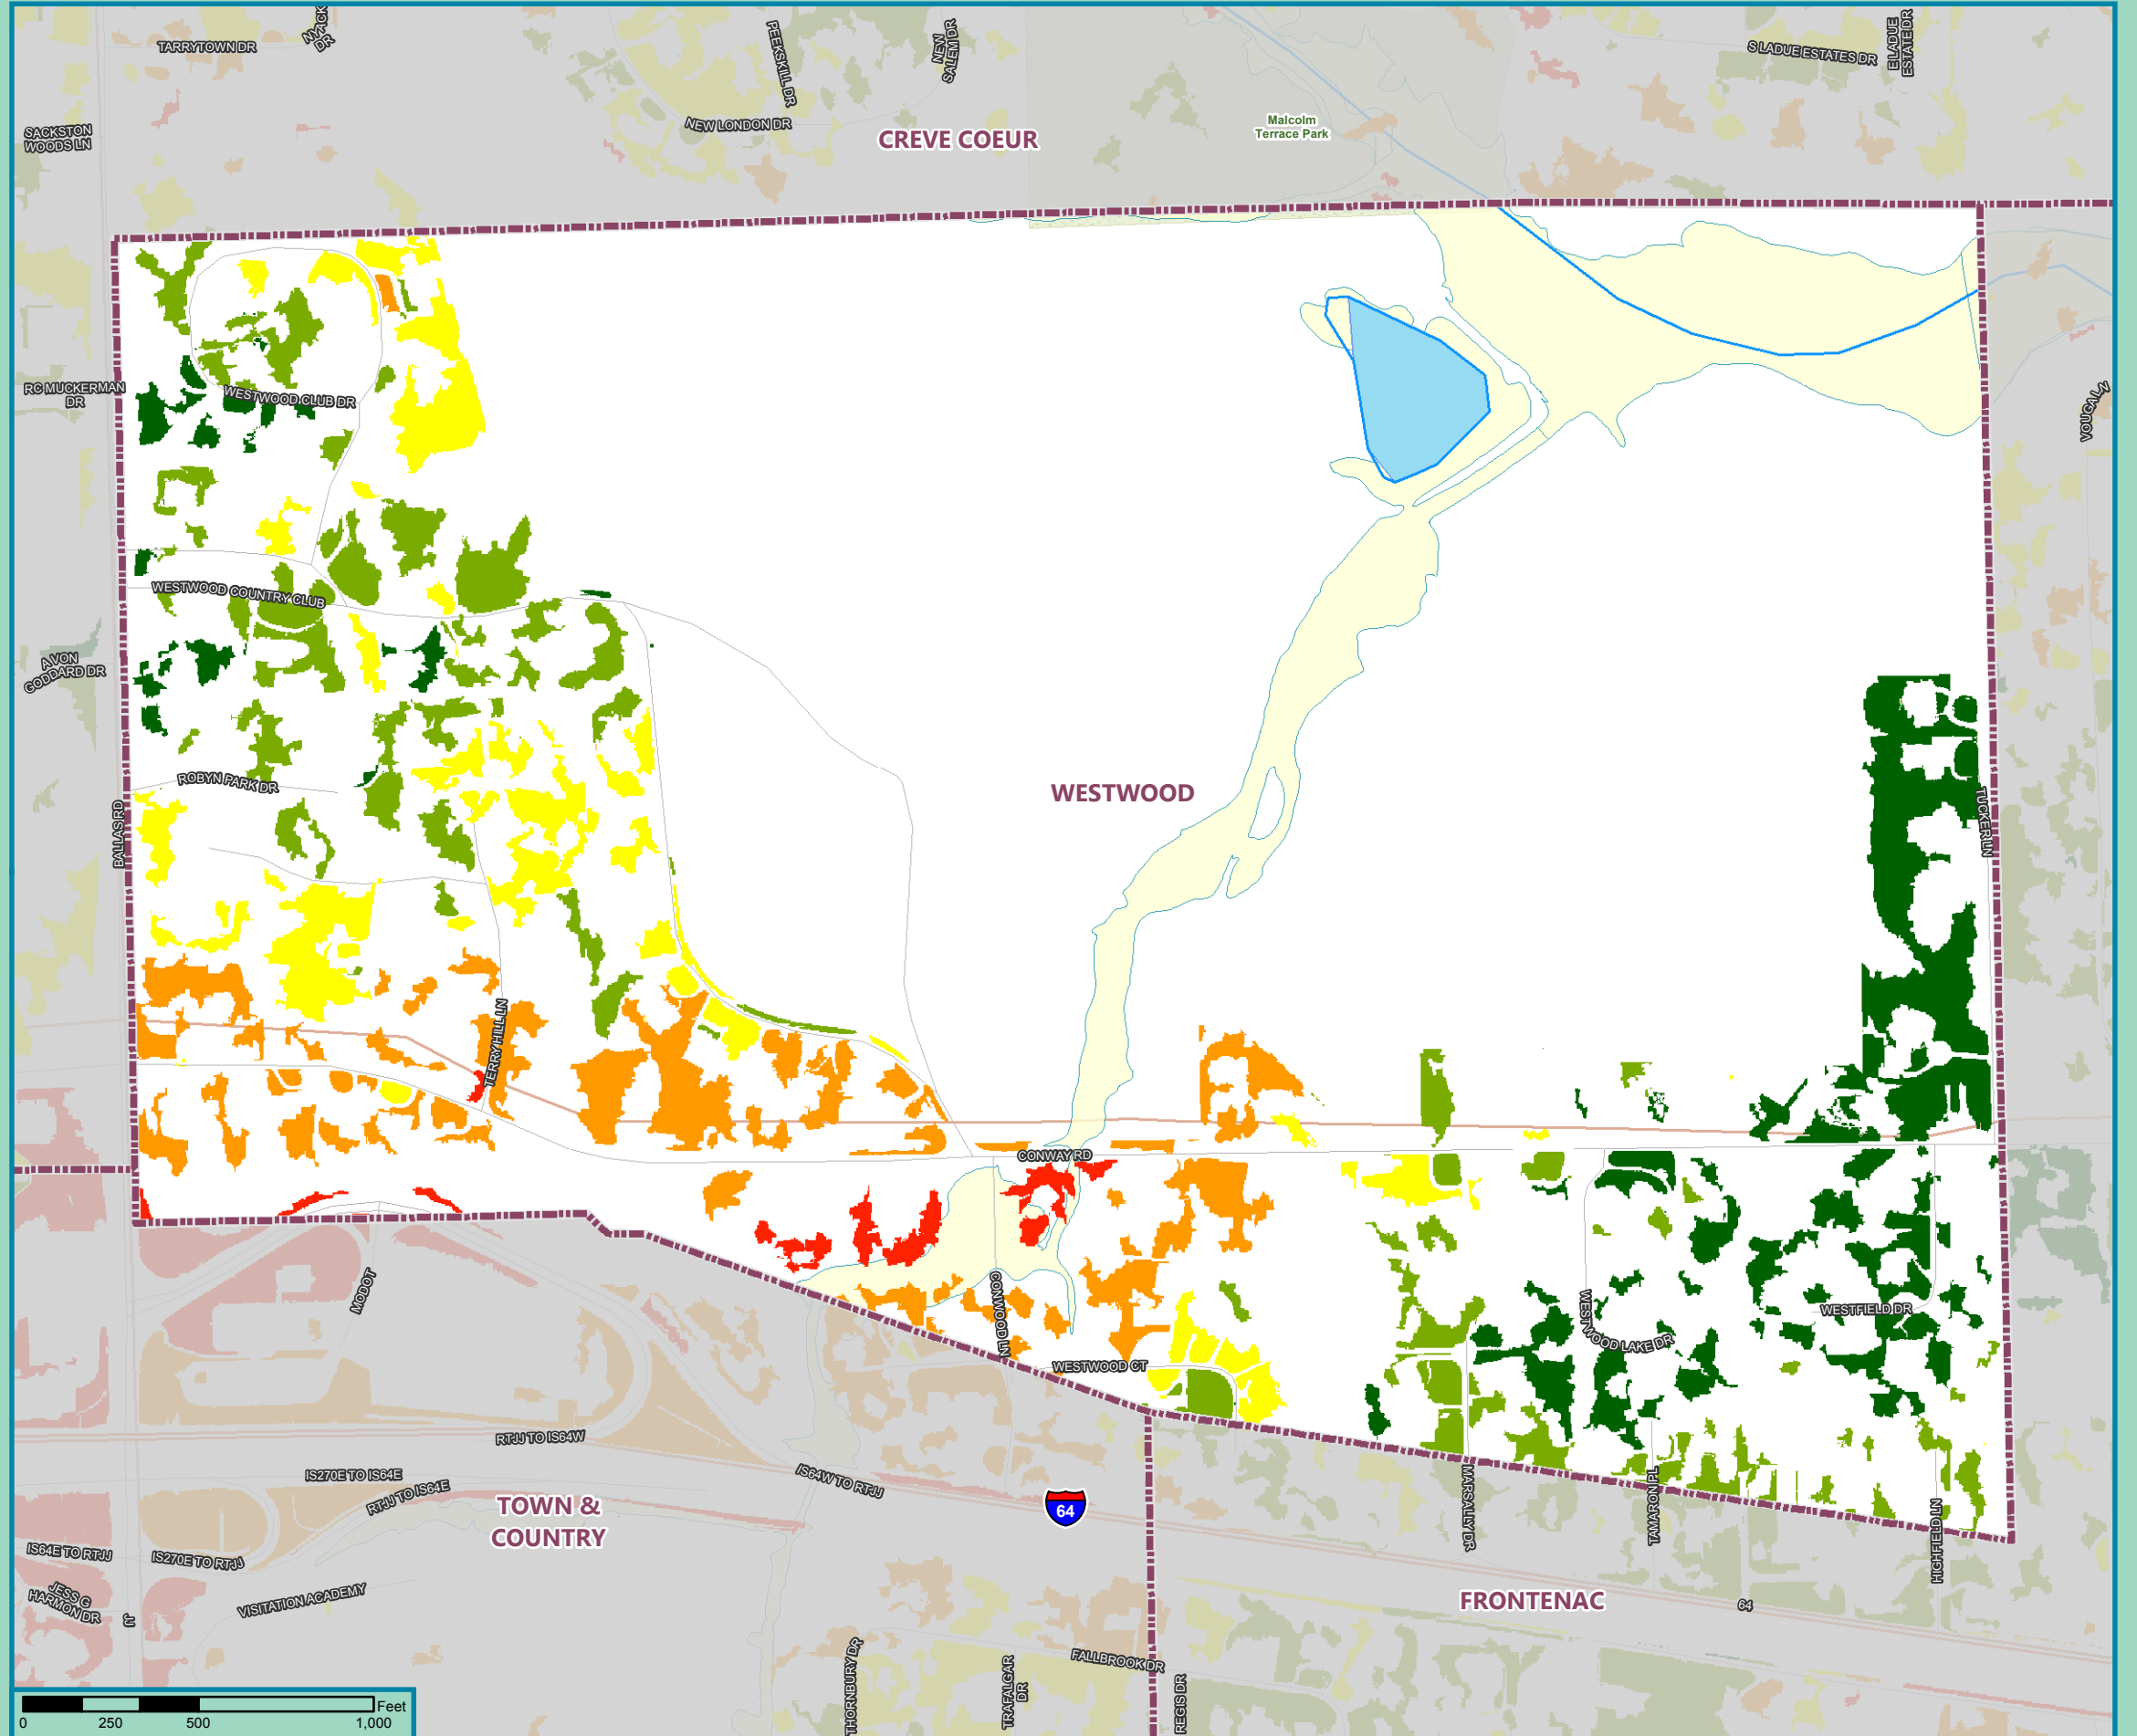 TARRYTOWN DR
NYACK
DR
PEEKSKILL DR
NEW
SALEM DR
S LADUE ESTATES DR
E LADUE
ESTATE DR
SACKSTON
WOODS LN
NEW LONDON DR
CREVE COEUR
Malcolm
Terrace Park
RC MUCKERMAN
DR
WESTWOOD CLUB DR
YOUGA LN
WESTWOOD COUNTRY CLUB
AVON
GODDARD DR
ROBYN PARK DR
BALLAS RD
WESTWOOD
TUCKER LN
TERRYHILL LN
CONWAY RD
MODOT
CONWOOD LN
WESTWOOD CT
WESTWOOD LAKE DR
WESTFIELD DR
RTJJ TO IS64W
IS270E TO IS64E
RTJJ TO IS64E
IS64W TO RTJJ
TOWN &
COUNTRY
64
MARSALLY DR
TAMARON PL
HIGHFIELD LN
IS64E TO RTJJ
IS270E TO RTJJ
JESS G
HARMON DR
VISITATION ACADEMY
JJ
FRONTENAC
64
THORNBURY DR
TRAFALGAR
DR
FALLBROOK DR
REGIS DR
Feet
0 250 500 1,000